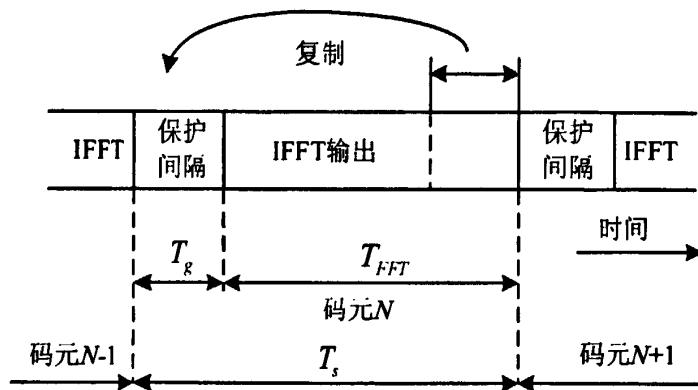 复制
IFFT
保护
间隔
IFFT输出
保护
间隔
IFFT
时间
T_g
T_FFT
码元N
码元N-1
T_s
码元N+1